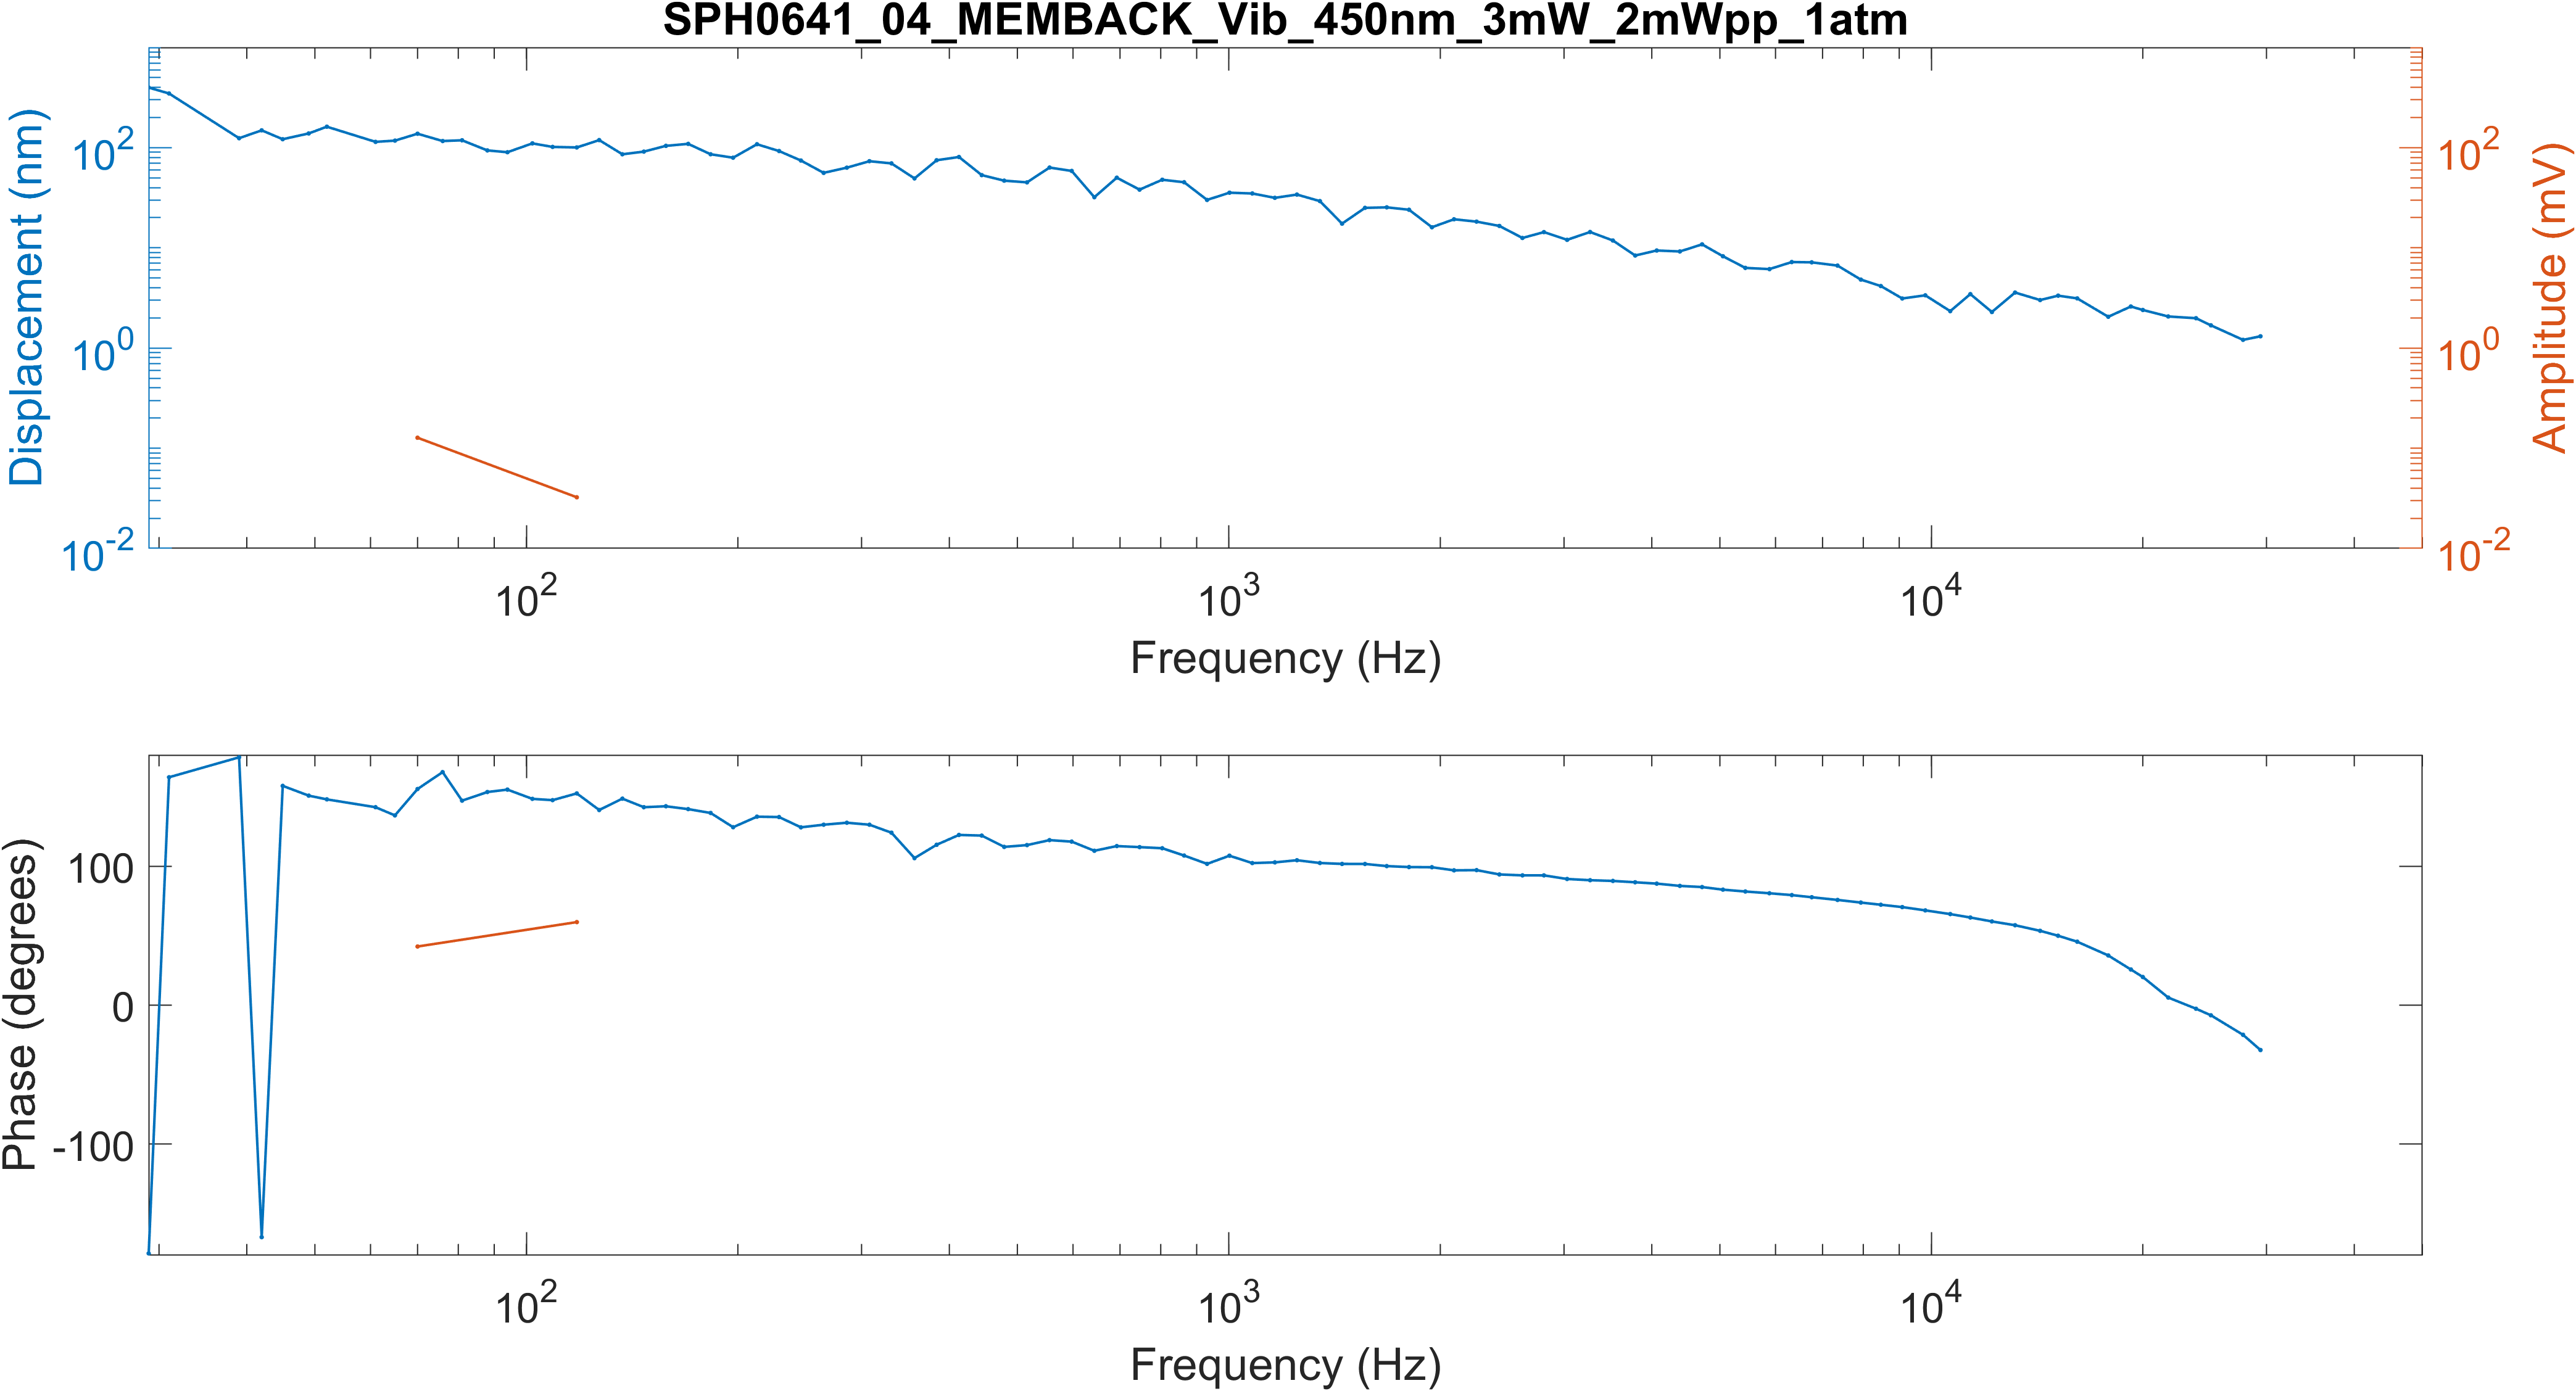 SPH0641_04_MEMBACK_Vib_450nm_3mW_2mWpp_1atm
Displacement (nm)
10^2
10^0
10^-2
10^2
10^0
10^-2
Amplitude (mV)
10^2
10^3
10^4
Frequency (Hz)
Phase (degrees)
100
0
-100
10^2
10^3
10^4
Frequency (Hz)